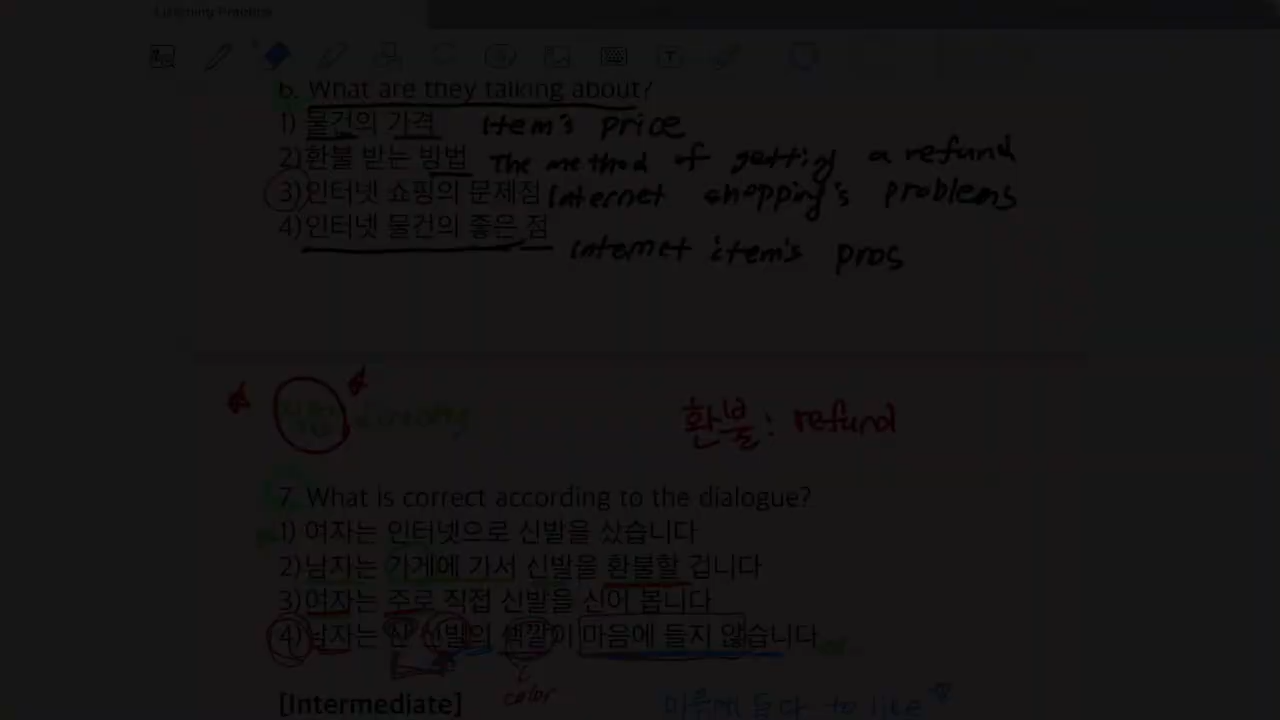 Listening Practice
6. What are they talking about?
1) 물건의 가격 Item's price
2)환불 받는 방법 The method of getting a refund
3)인터넷 쇼핑의 문제점 Internet shopping's problems
4)인터넷 물건의 좋은 점
Internet item's pros
directly 환불: refund
7. What is correct according to the dialogue?
1) 여자는 인터넷으로 신발을 샀습니다
2)남자는 가게에 가서 신발을 환불할 겁니다
3)여자는 주로 직접 신발을 신어 봅니다
4)남자는 산 신발의 색깔이 마음에 들지 않습니다
[Intermediate] color 마음에 들다 to like